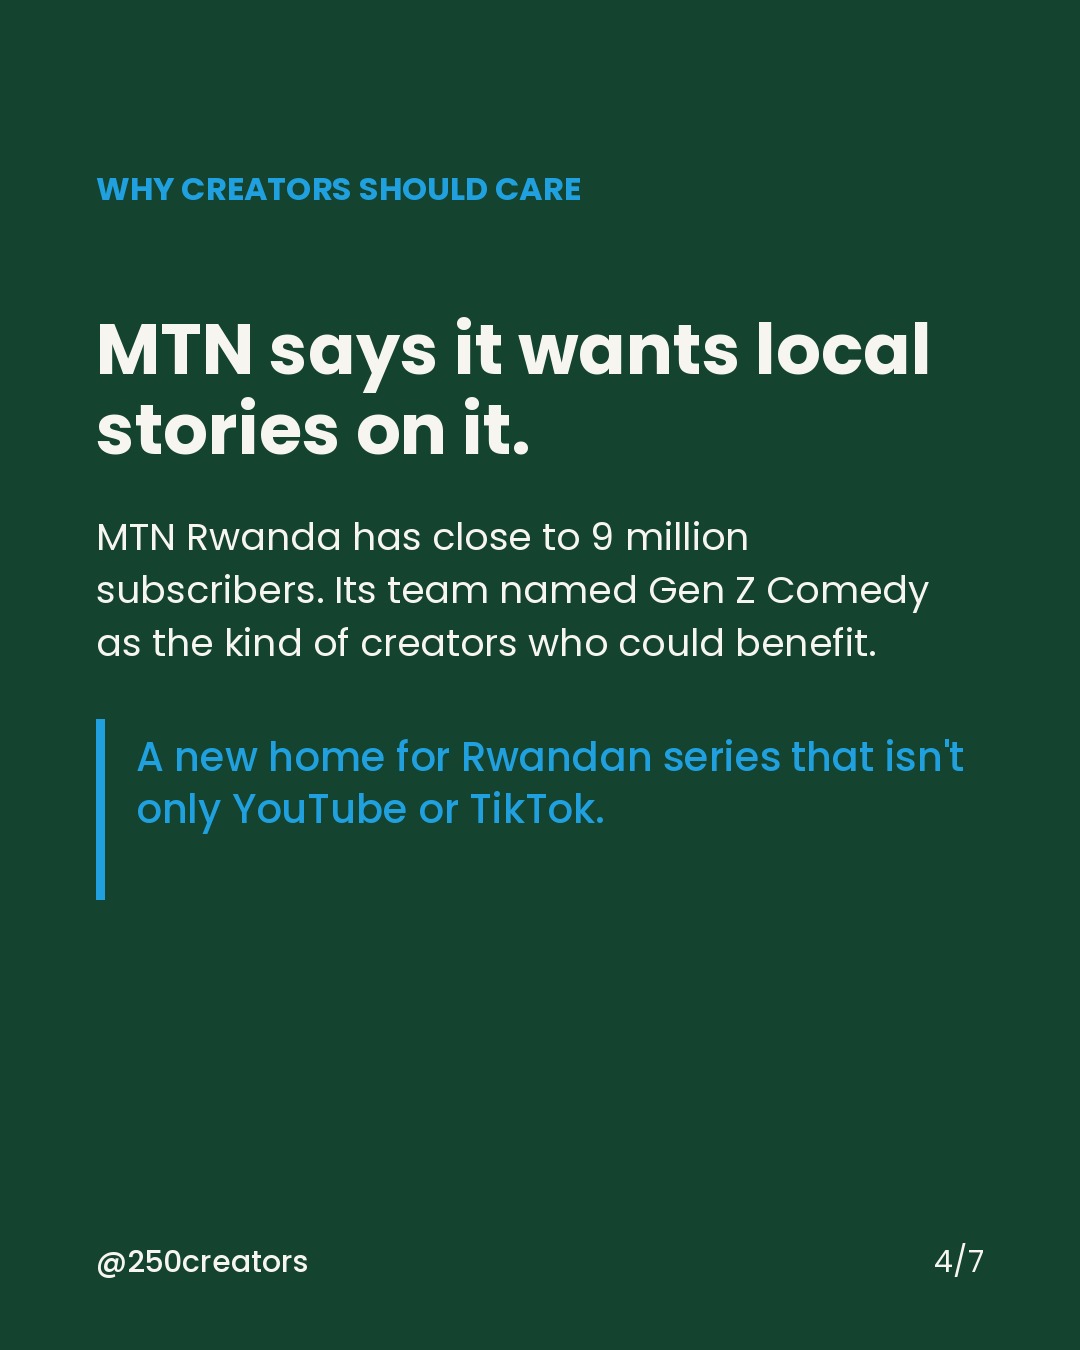 WHY CREATORS SHOULD CARE
MTN says it wants local
stories on it.
MTN Rwanda has close to 9 million
subscribers. Its team named Gen Z Comedy
as the kind of creators who could benefit.
A new home for Rwandan series that isn't
only YouTube or TikTok.
@250creators
4/7